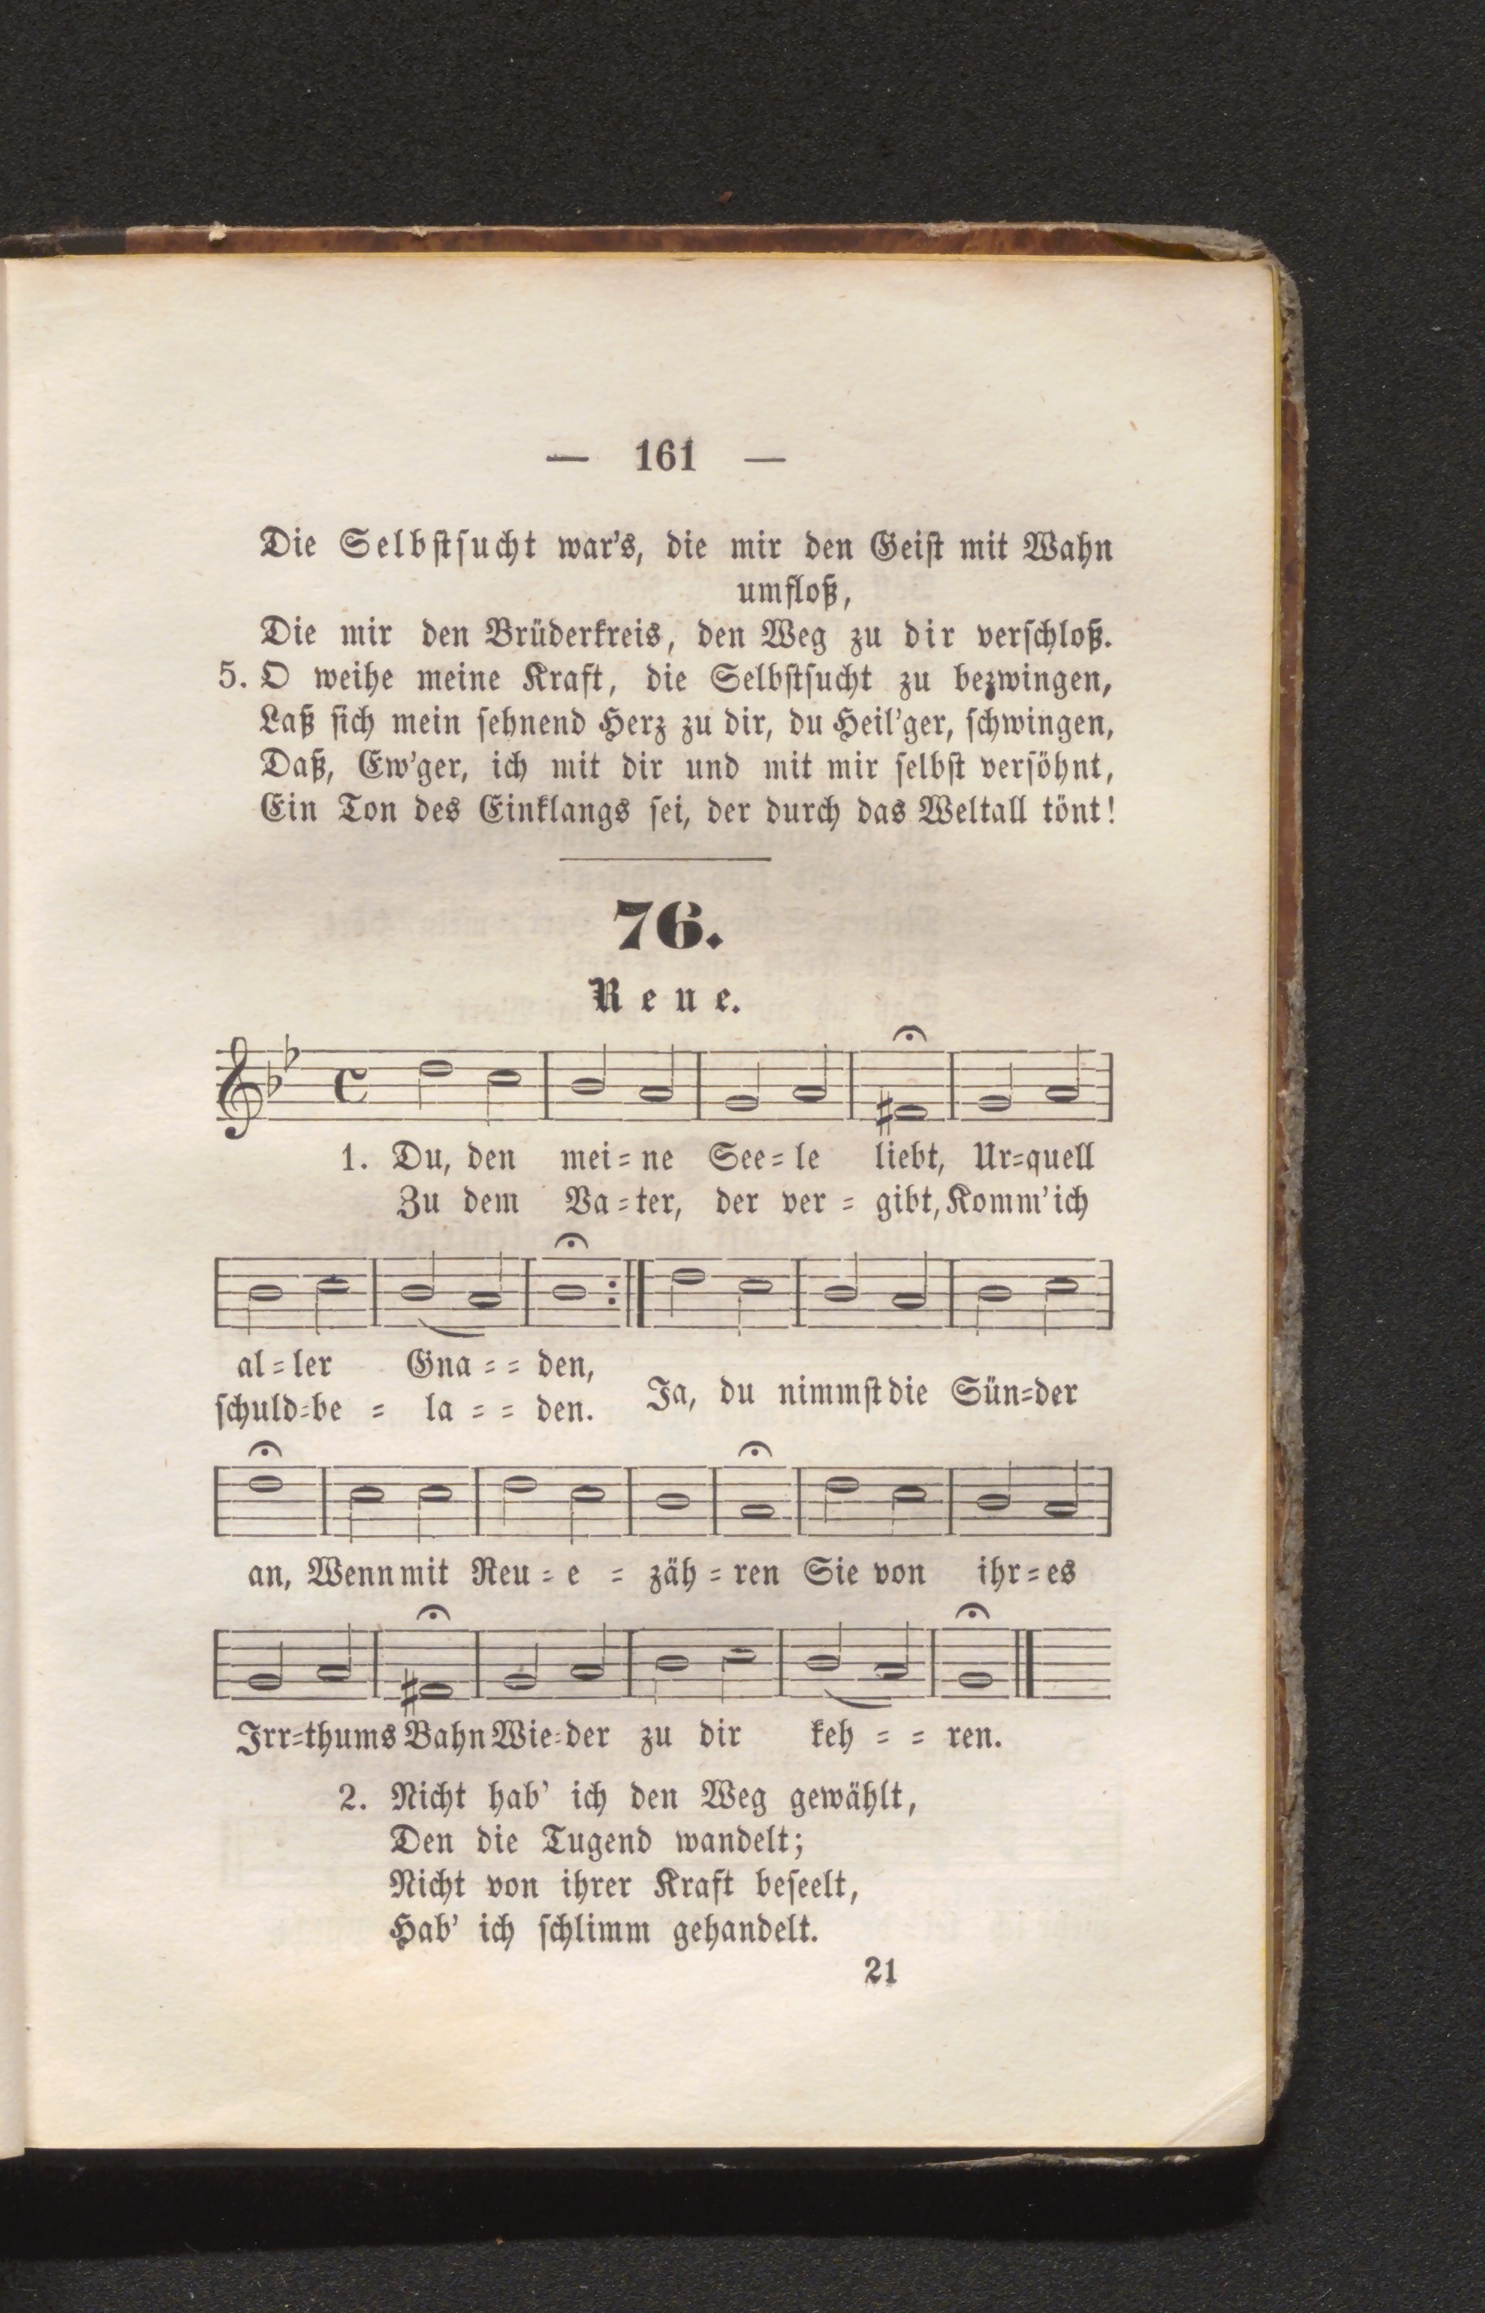 — 161 —
Die Selbstsucht war's, die mir den Geist mit Wahn
umfloß,
Die mir den Brüderkreis, den Weg zu dir verschloß.
5. O weihe meine Kraft, die Selbstsucht zu bezwingen,
Laß sich mein sehnend Herz zu dir, du Heil'ger, schwingen,
Daß, Ew'ger, ich mit dir und mit mir selbst versöhnt,
Ein Ton des Einklangs sei, der durch das Weltall tönt!
76.
Reue.
1. Du, den mei=ne See=le liebt, Ur=quell
Zu dem Va=ter, der ver = gibt, Komm' ich
al=ler Gna = = den,
schuld=be = la = = den.
Ja, du nimmst die Sün=der
an, Wenn mit Reu = e = zäh = ren Sie von ihr=es
Irr=thums Bahn Wie=der zu dir keh = = ren.
2. Nicht hab' ich den Weg gewählt,
Den die Tugend wandelt;
Nicht von ihrer Kraft beseelt,
Hab' ich schlimm gehandelt.
21